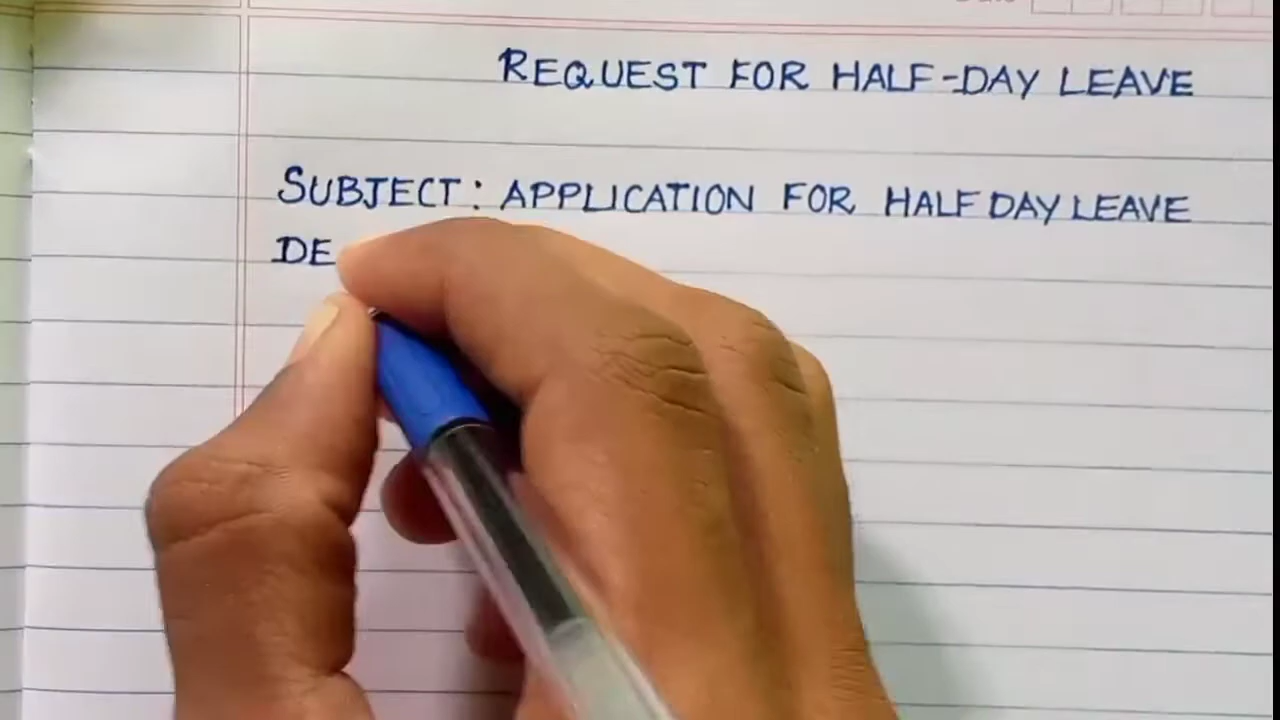 REQUEST FOR HALF-DAY LEAVE
SUBJECT: APPLICATION FOR HALF DAY LEAVE
DE